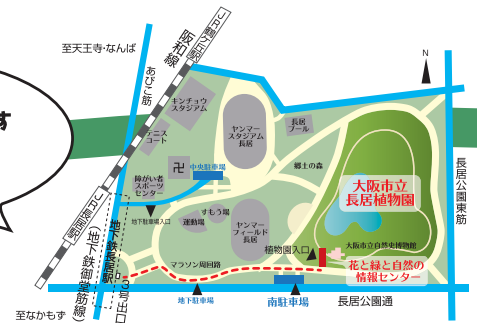 JR鶴ケ丘駅
阪和線
至天王寺・なんば
あびこ筋
N
キンチョウ
スタジアム
テニス
コート
ヤンマー
スタジアム
長居
長居
プール
卍
中央駐車場
郷土の森
障がい者
スポーツ
センター
大阪市立
長居植物園
長居公園東筋
す
JR長居駅
地下鉄長居駅
(地下鉄御堂筋線)
3号出口
地下駐車場入口
すもう場
運動場
ヤンマー
フィールド
長居
植物園入口
大阪市立自然史博物館
花と緑と自然の
情報センター
マラソン周回路
至なかもず
地下駐車場
南駐車場
長居公園通